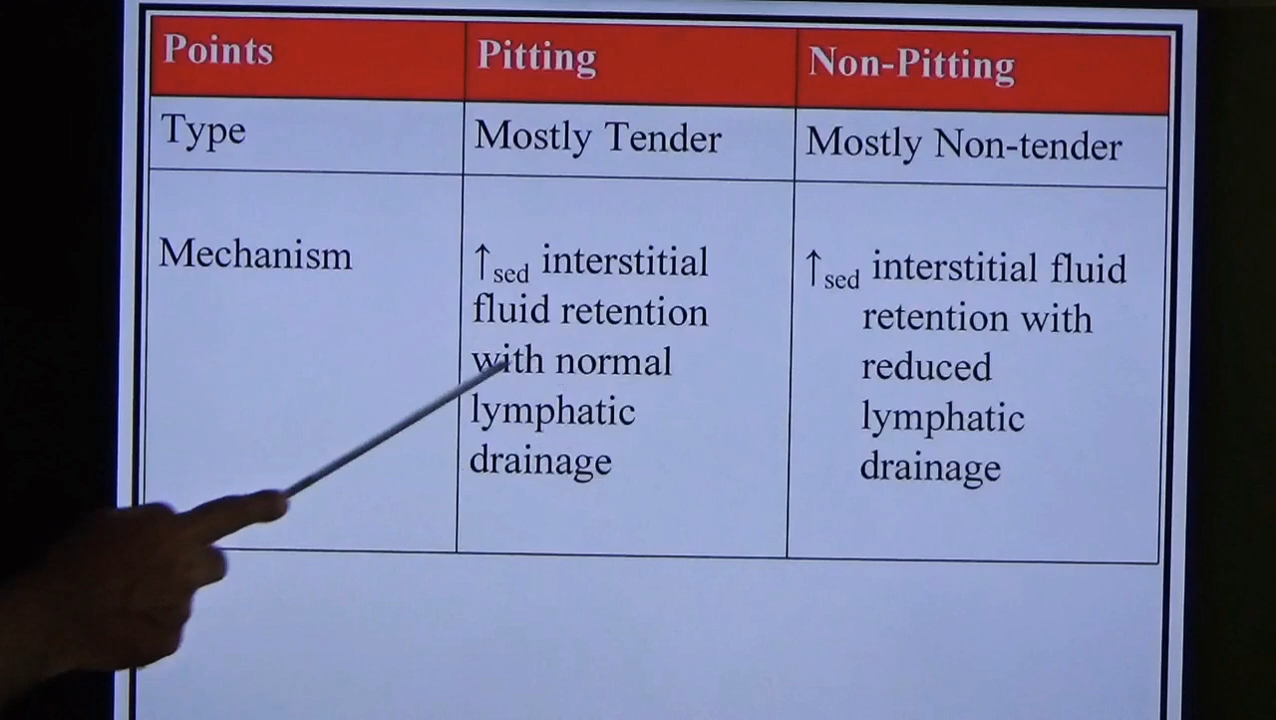 Points Pitting Non-Pitting
Type Mostly Tender Mostly Non-tender
Mechanism
↑sed interstitial
fluid retention
with normal
lymphatic
drainage
↑sed interstitial fluid
retention with
reduced
lymphatic
drainage